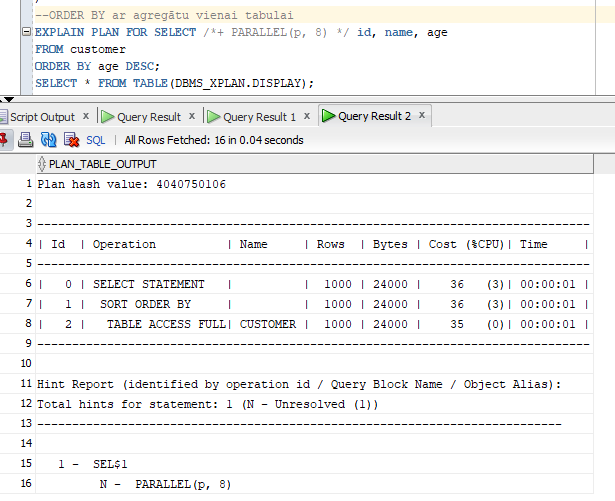 --ORDER BY ar agregātu vienai tabulai
EXPLAIN PLAN FOR SELECT /*+ PARALLEL(p, 8) */ id, name, age
FROM customer
ORDER BY age DESC;
SELECT * FROM TABLE(DBMS_XPLAN.DISPLAY);
Script Output x Query Result x Query Result 1 x Query Result 2 x
SQL | All Rows Fetched: 16 in 0.04 seconds
PLAN_TABLE_OUTPUT
1 Plan hash value: 4040750106
2
3 --------------------------------------------------------------------------------
4 | Id | Operation | Name | Rows | Bytes | Cost (%CPU)| Time |
5 --------------------------------------------------------------------------------
6 | 0 | SELECT STATEMENT | | 1000 | 24000 | 36 (3)| 00:00:01 |
7 | 1 | SORT ORDER BY | | 1000 | 24000 | 36 (3)| 00:00:01 |
8 | 2 | TABLE ACCESS FULL| CUSTOMER | 1000 | 24000 | 35 (0)| 00:00:01 |
9 --------------------------------------------------------------------------------
10
11 Hint Report (identified by operation id / Query Block Name / Object Alias):
12 Total hints for statement: 1 (N - Unresolved (1))
13 ---------------------------------------------------------------------------
14
15 1 - SEL$1
16 N - PARALLEL(p, 8)